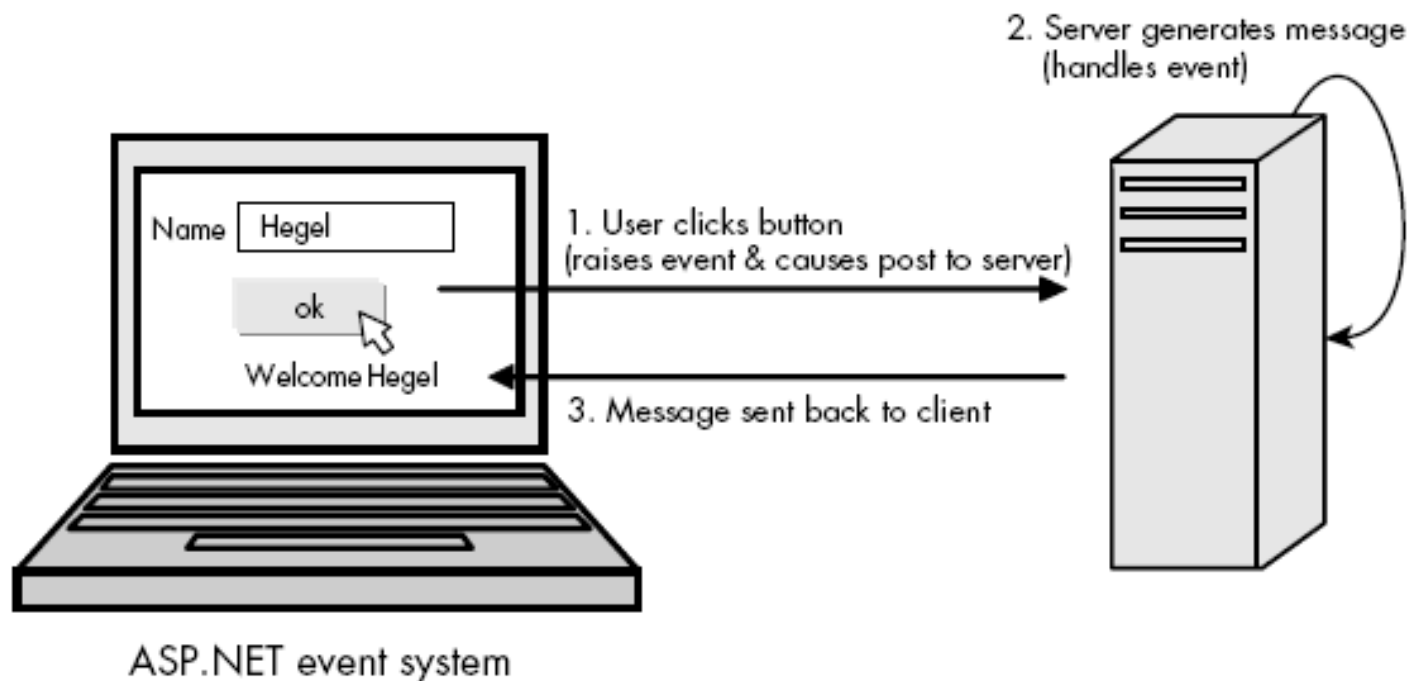 2. Server generates message
(handles event)
Name Hegel
1. User clicks button
(raises event & causes post to server)
ok
Welcome Hegel
3. Message sent back to client
ASP.NET event system